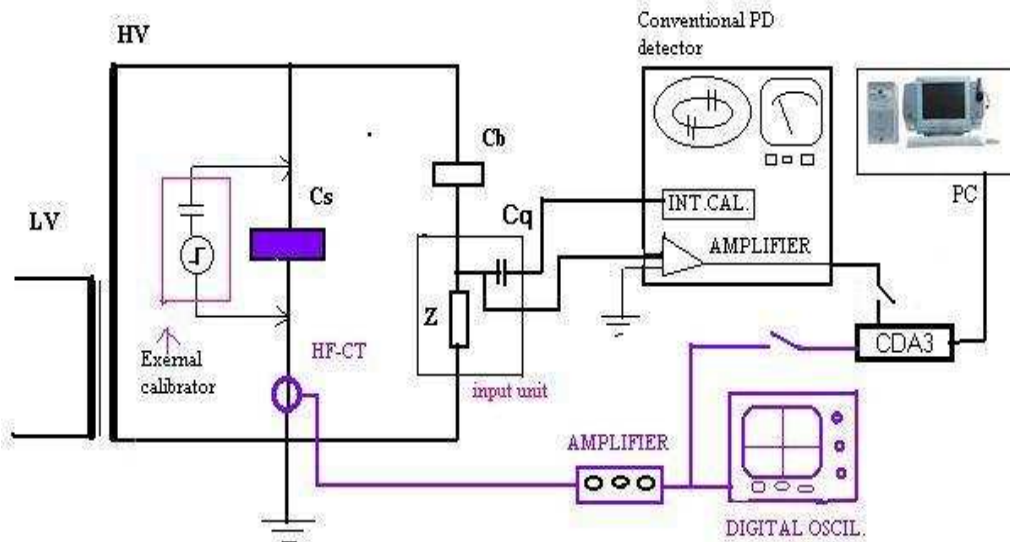 HV
LV
Conventional PD
detector
PC
Cb
Cs
Cq
INT.CAL.
AMPLIFIER
Z
CDA3
Exernal
calibrator
HF-CT
input unit
AMPLIFIER
DIGITAL OSCIL.